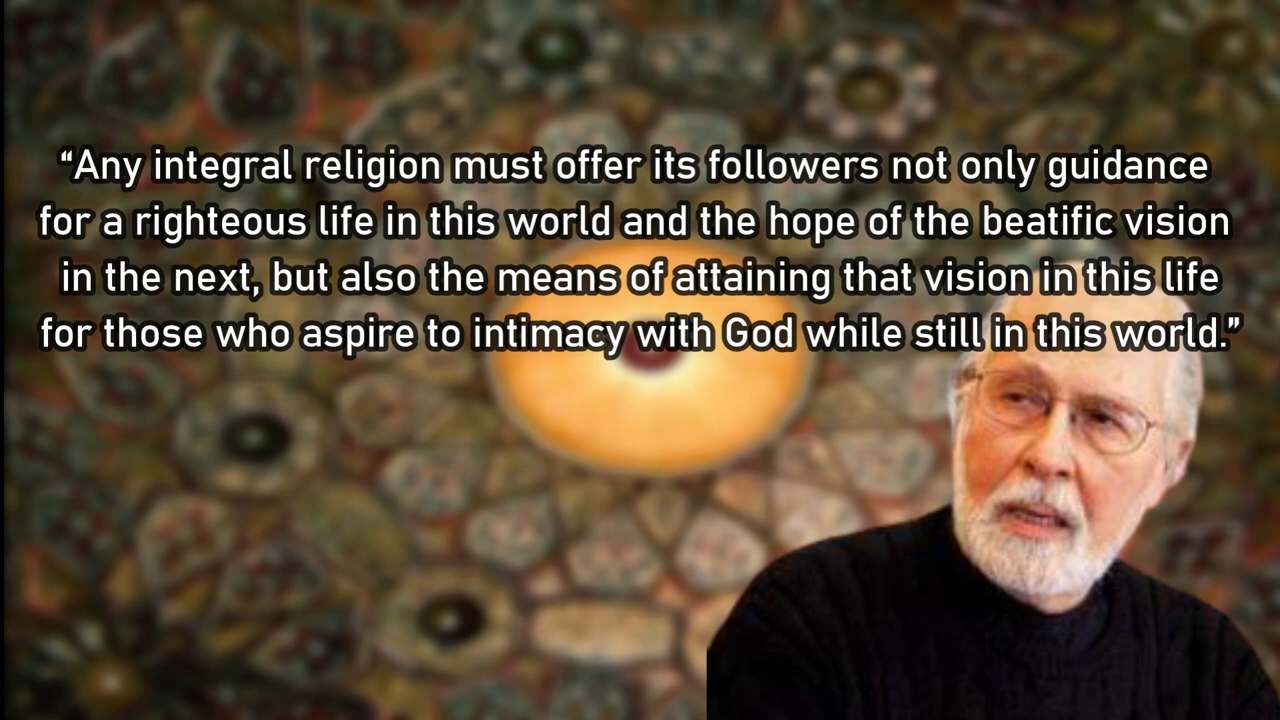 “Any integral religion must offer its followers not only guidance
for a righteous life in this world and the hope of the beatific vision
in the next, but also the means of attaining that vision in this life
for those who aspire to intimacy with God while still in this world.”